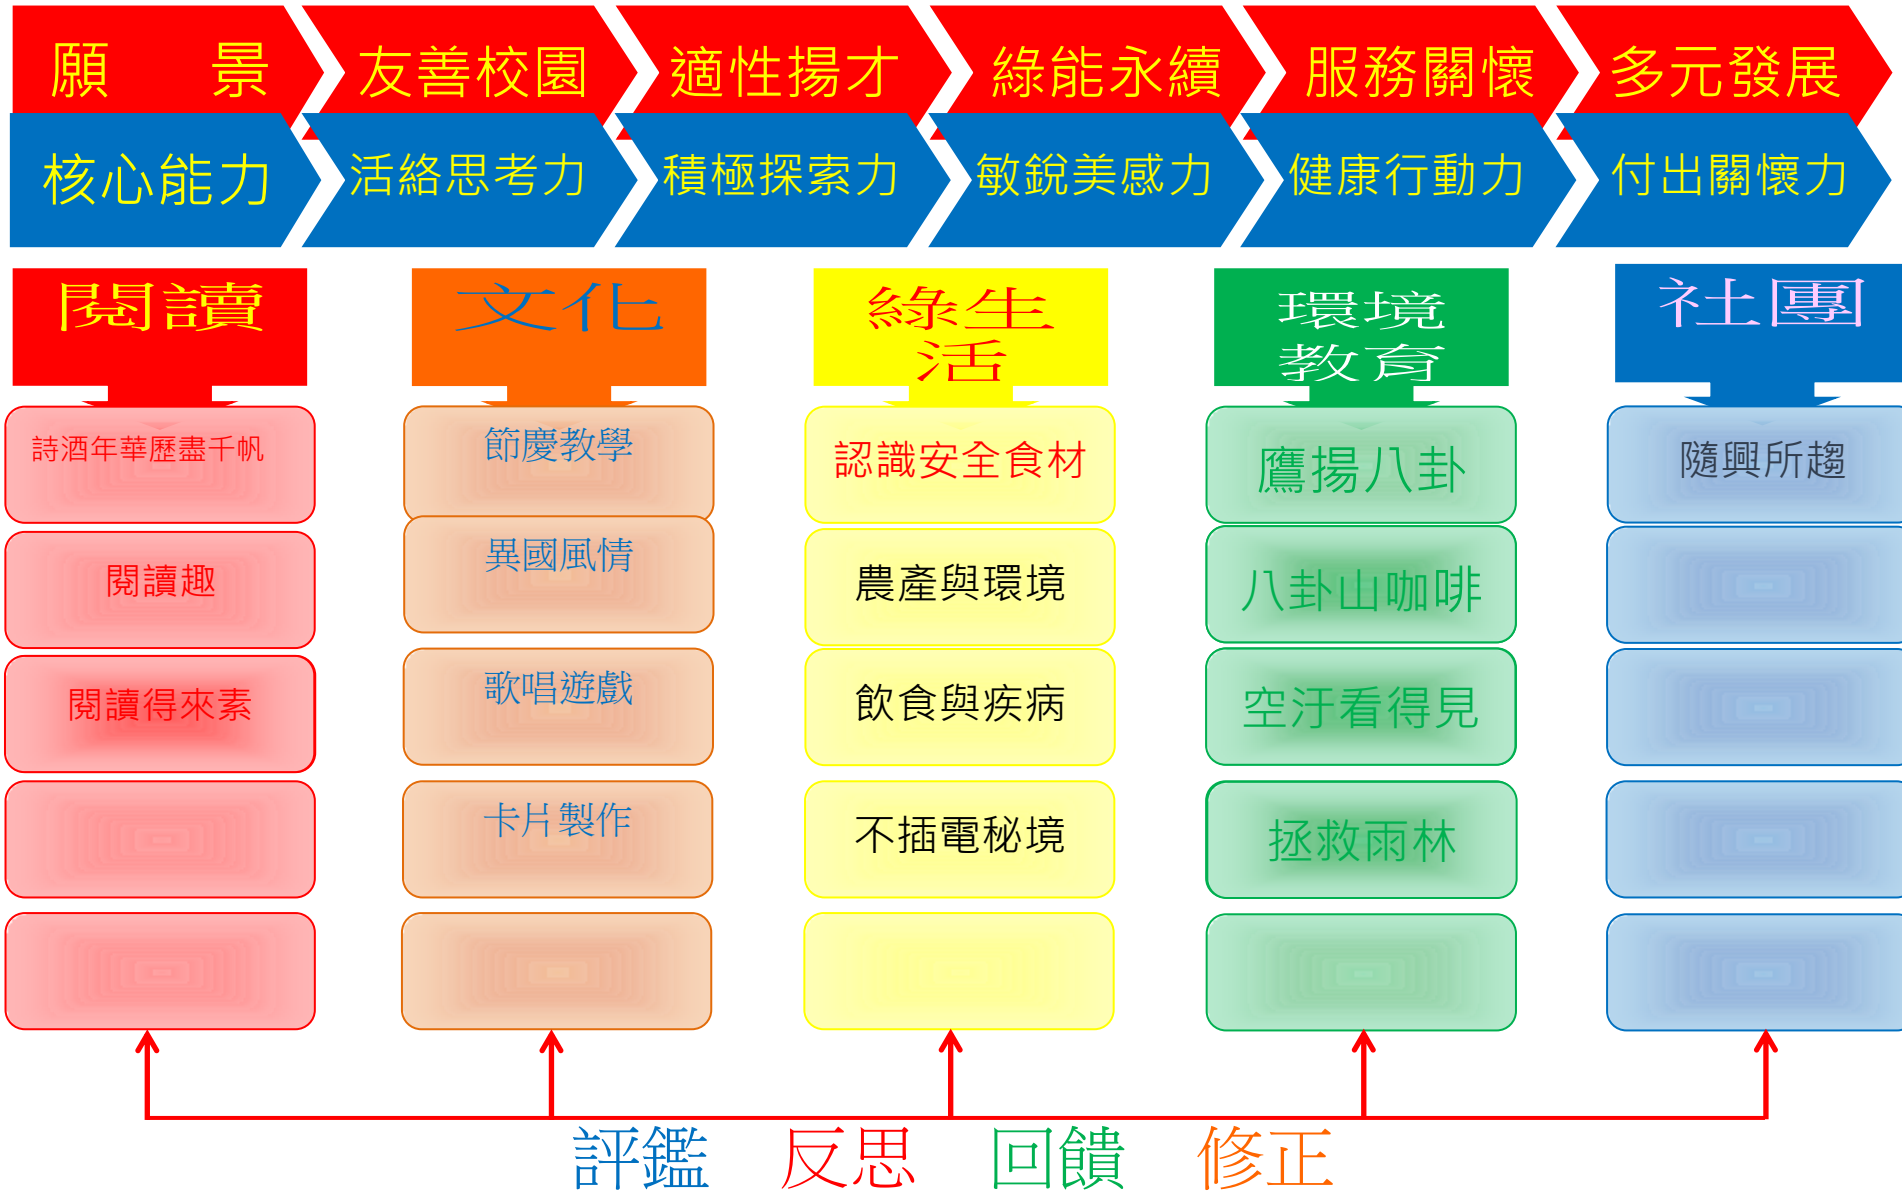 願　　景
友善校園
適性揚才
綠能永續
服務關懷
多元發展
核心能力
活絡思考力
積極探索力
敏銳美感力
健康行動力
付出關懷力
閱讀
文化
綠生
活
環境
教育
社團
詩酒年華歷盡千帆
節慶教學
認識安全食材
鷹揚八卦
隨興所趨
閱讀趣
異國風情
農產與環境
八卦山咖啡
閱讀得來素
歌唱遊戲
飲食與疾病
空汙看得見
卡片製作
不插電秘境
拯救雨林
評鑑　反思　回饋　修正